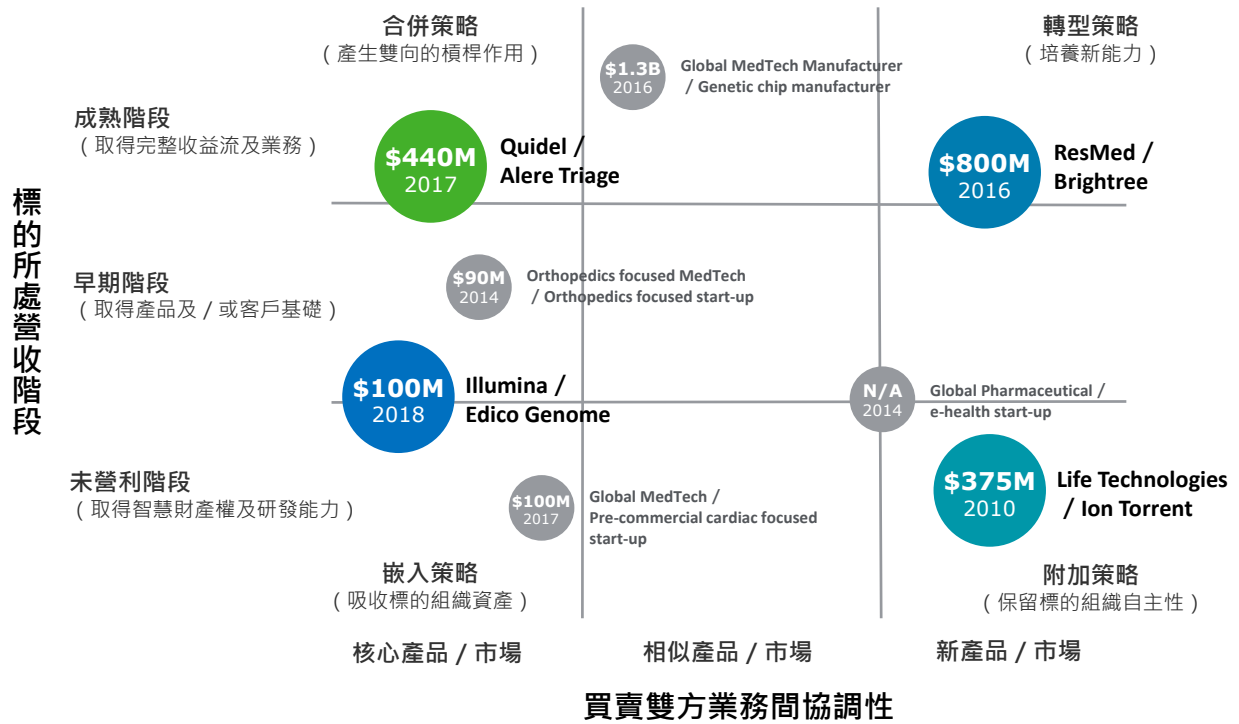 合併策略
（產生雙向的槓桿作用）
轉型策略
（培養新能力）
$1.3B
2016
Global MedTech Manufacturer
/ Genetic chip manufacturer
成熟階段
（取得完整收益流及業務）
$440M
2017
Quidel /
Alere Triage
$800M
2016
ResMed /
Brightree
標的所處營收階段
早期階段
（取得產品及 / 或客戶基礎）
$90M
2014
Orthopedics focused MedTech
/ Orthopedics focused start-up
$100M
2018
Illumina /
Edico Genome
N/A
2014
Global Pharmaceutical /
e-health start-up
未營利階段
（取得智慧財產權及研發能力）
$100M
2017
Global MedTech /
Pre-commercial cardiac focused
start-up
$375M
2010
Life Technologies
/ Ion Torrent
嵌入策略
（吸收標的組織資產）
附加策略
（保留標的組織自主性）
核心產品 / 市場
相似產品 / 市場
新產品 / 市場
買賣雙方業務間協調性